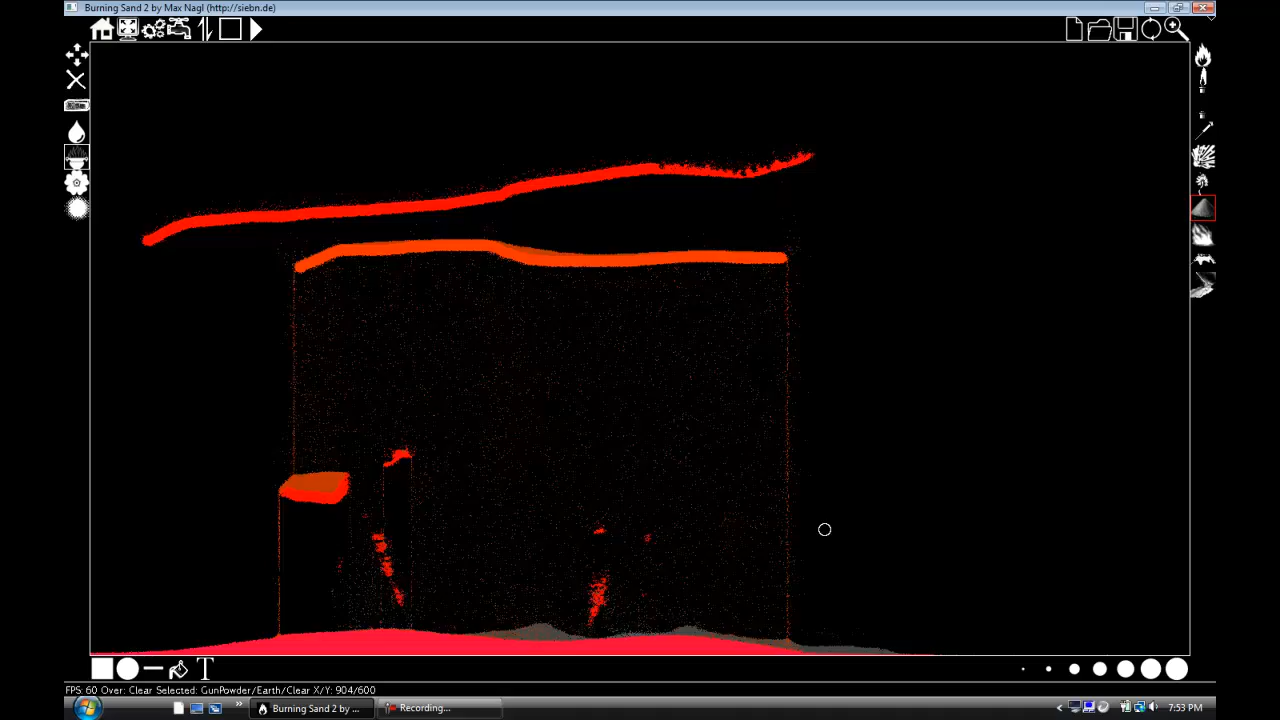 Burning Sand 2 by Max Nagl (http://siebn.de)
T
FPS: 60 Over: Clear Selected: GunPowder/Earth/Clear X/Y: 904/600
Burning Sand 2 by ...
Recording...
7:53 PM